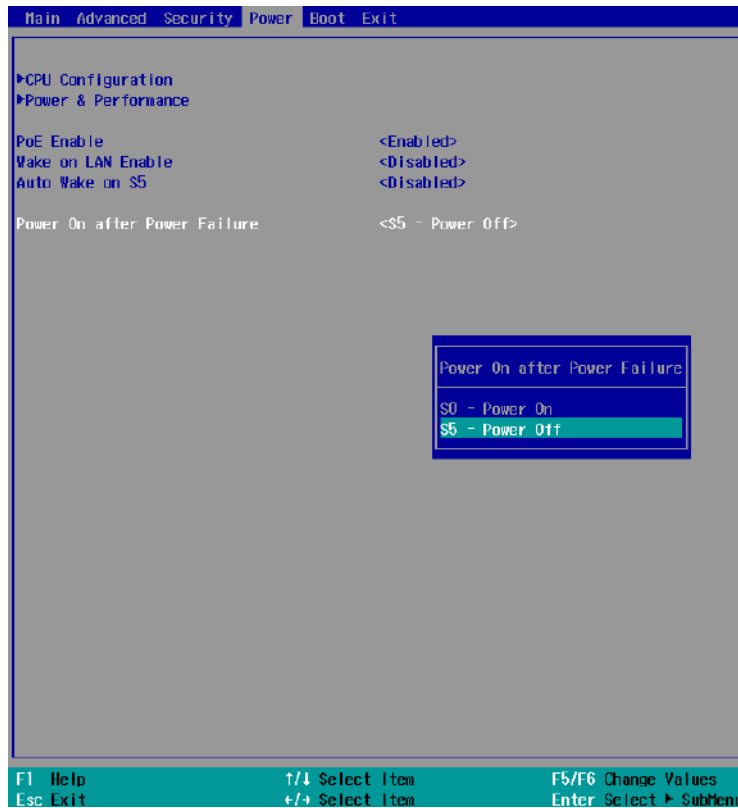 Main Advanced Security Power Boot Exit
▶CPU Configuration
▶Power & Performance
PoE Enable <Enabled>
Wake on LAN Enable <Disabled>
Auto Wake on S5 <Disabled>
Power On after Power Failure <S5 - Power Off>
Power On after Power Failure
S0 - Power On
S5 - Power Off
F1 Help ↑/↓ Select Item F5/F6 Change Values
Esc Exit ←/→ Select Item Enter Select ▶ SubMenu